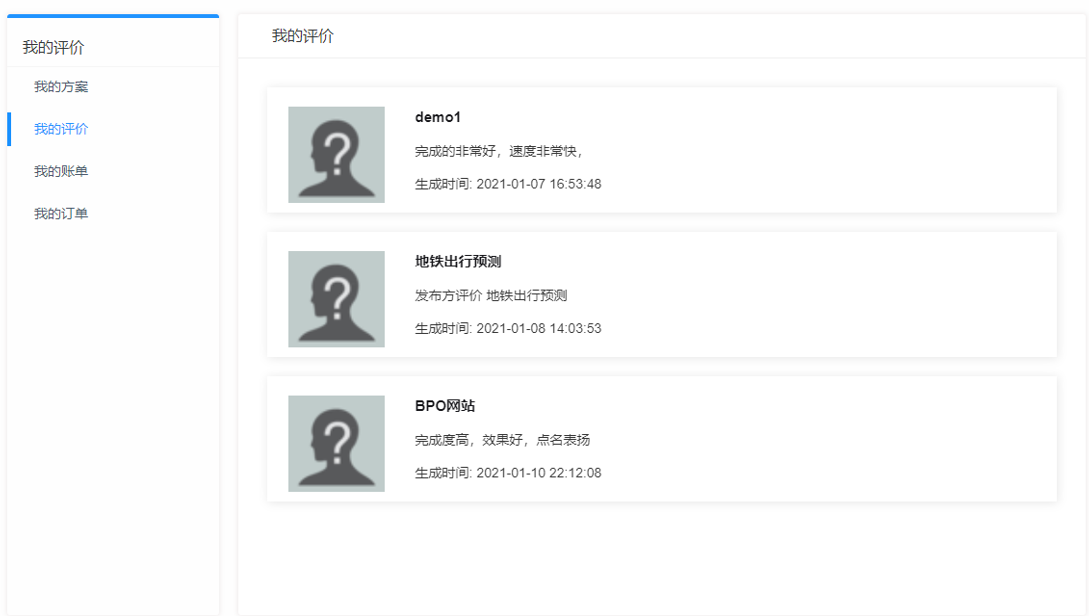 我的评价
我的方案
我的评价
我的账单
我的订单
我的评价
demo1
完成的非常好，速度非常快，
生成时间: 2021-01-07 16:53:48
地铁出行预测
发布方评价 地铁出行预测
生成时间: 2021-01-08 14:03:53
BPO网站
完成度高，效果好，点名表扬
生成时间: 2021-01-10 22:12:08